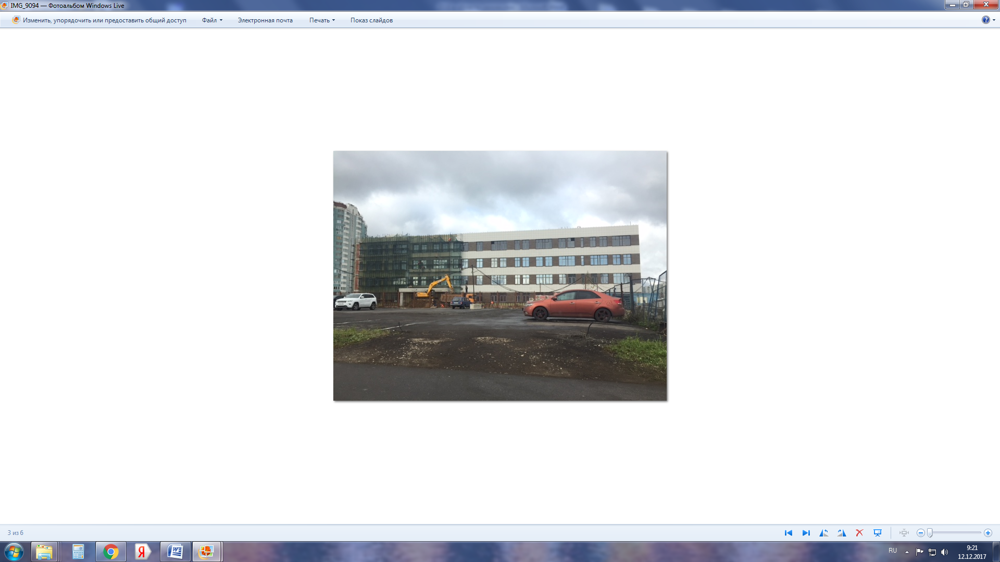 IMG_9094 — Фотоальбом Windows Live
Изменить, упорядочить или предоставить общий доступ
Файл
Электронная почта
Печать
Показ слайдов
3 из 6
Я
W
RU
9:21
12.12.2017